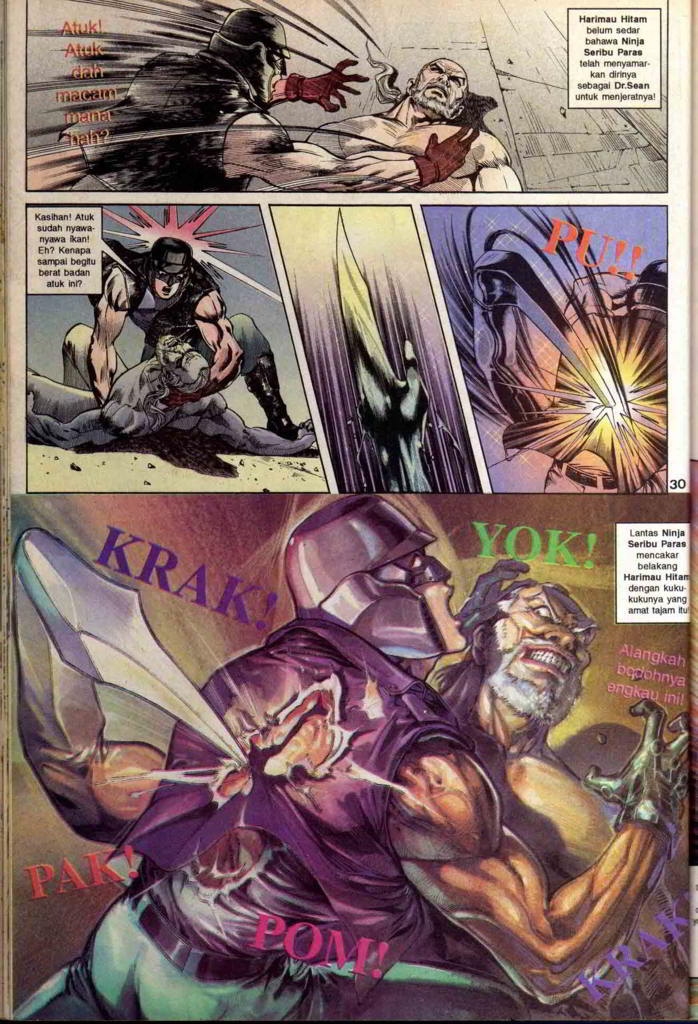 Atuk!
Atuk
dah
macam
mana
hah?
Harimau Hitam
belum sedar
bahawa Ninja
Seribu Paras
telah menyamar-
kan dirinya
sebagai Dr.Sean
untuk menjeratnya!
Kasihan! Atuk
sudah nyawa-
nyawa ikan!
Eh? Kenapa
sampai begitu
berat badan
atuk ini?
PU!!
30
KRAK!
YOK!
Lantas Ninja
Seribu Paras
mencakar
belakang
Harimau Hitam
dengan kuku-
kukunya yang
amat tajam itu
Alangkah
bodohnya
engkau ini!
PAK!
POM!
KRAK